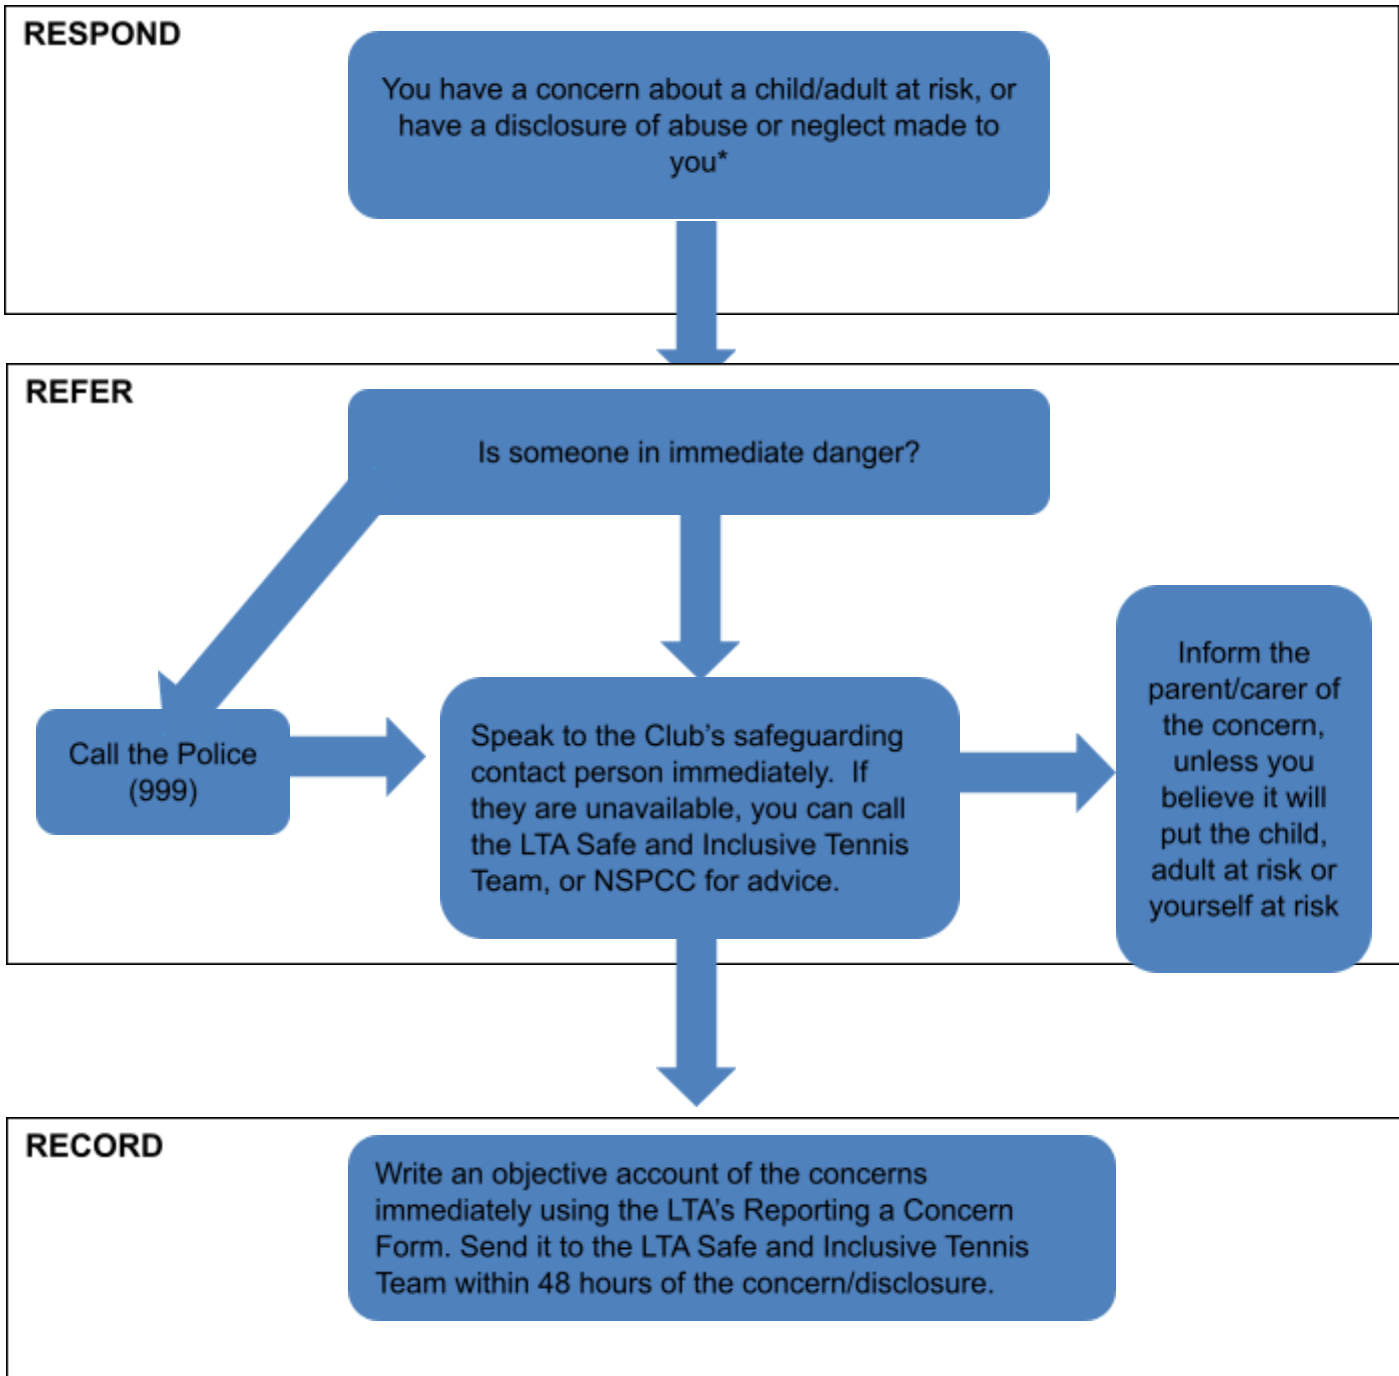 RESPOND
You have a concern about a child/adult at risk, or
have a disclosure of abuse or neglect made to
you*
REFER
Is someone in immediate danger?
Call the Police
(999)
Speak to the Club’s safeguarding
contact person immediately.  If
they are unavailable, you can call
the LTA Safe and Inclusive Tennis
Team, or NSPCC for advice.
Inform the
parent/carer of
the concern,
unless you
believe it will
put the child,
adult at risk or
yourself at risk
RECORD
Write an objective account of the concerns
immediately using the LTA’s Reporting a Concern
Form. Send it to the LTA Safe and Inclusive Tennis
Team within 48 hours of the concern/disclosure.